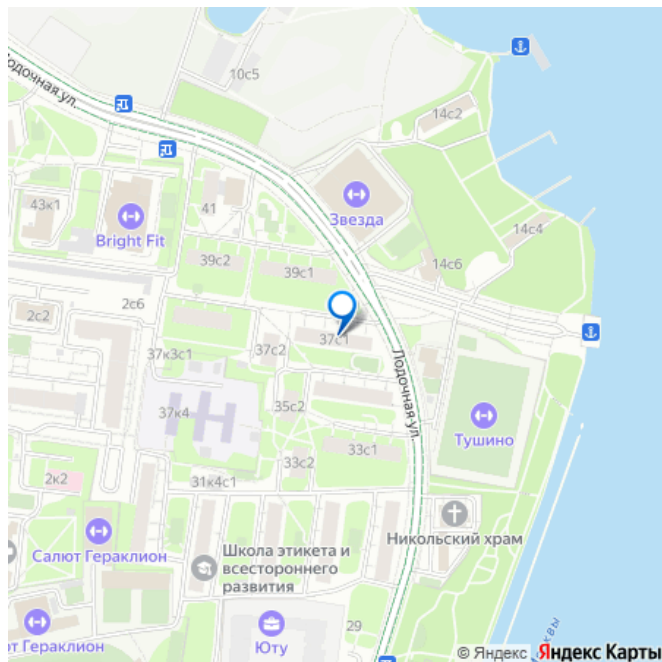 Лодочная ул.
10с5
14с2
43к1
41
Bright Fit
Звезда
14с4
39с2
39с1
14с6
2с6
2с2
37с1
37с2
37к3с1
Лодочная ул.
35с2
37к4
Тушино
33с1
33с2
2к2
31к4с1
Никольский храм
Салют Гераклион
Школа этикета и
всестороннего
развития
29
Юту
от Гераклион
квы
© Яндекс Яндекс Карты